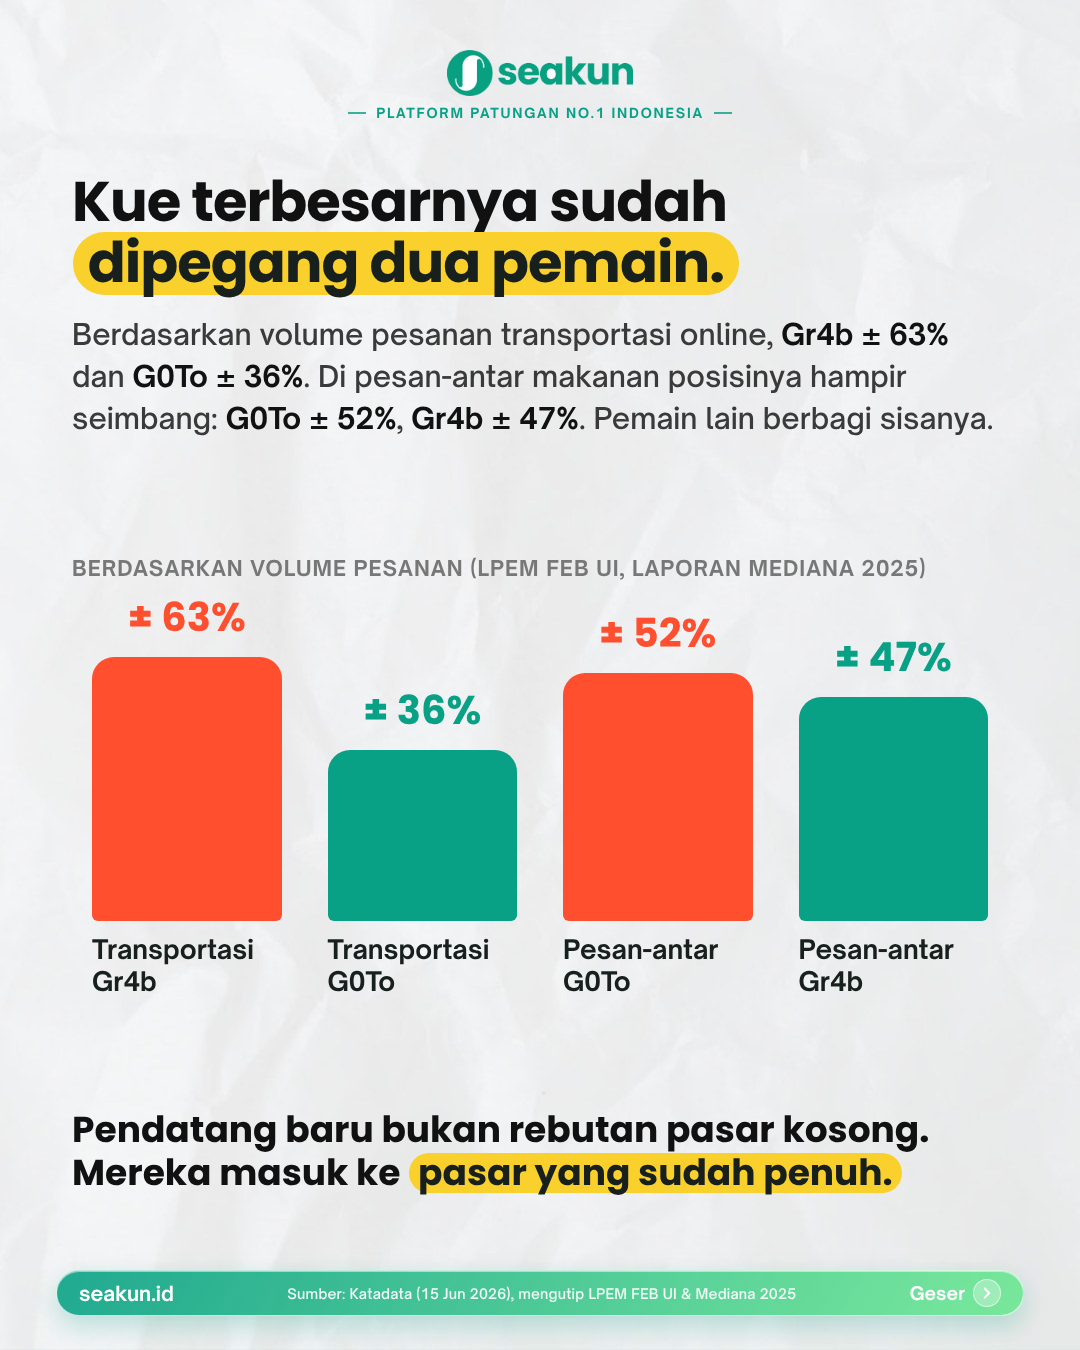 seakun
PLATFORM PATUNGAN NO.1 INDONESIA
Kue terbesarnya sudah
dipegang dua pemain.
Berdasarkan volume pesanan transportasi online, Gr4b ± 63%
dan G0To ± 36%. Di pesan-antar makanan posisinya hampir
seimbang: G0To ± 52%, Gr4b ± 47%. Pemain lain berbagi sisanya.
BERDASARKAN VOLUME PESANAN (LPEM FEB UI, LAPORAN MEDIANA 2025)
± 63%
± 36%
± 52%
± 47%
Transportasi
Gr4b
Transportasi
G0To
Pesan-antar
G0To
Pesan-antar
Gr4b
Pendatang baru bukan rebutan pasar kosong.
Mereka masuk ke pasar yang sudah penuh.
seakun.id
Sumber: Katadata (15 Jun 2026), mengutip LPEM FEB UI & Mediana 2025
Geser